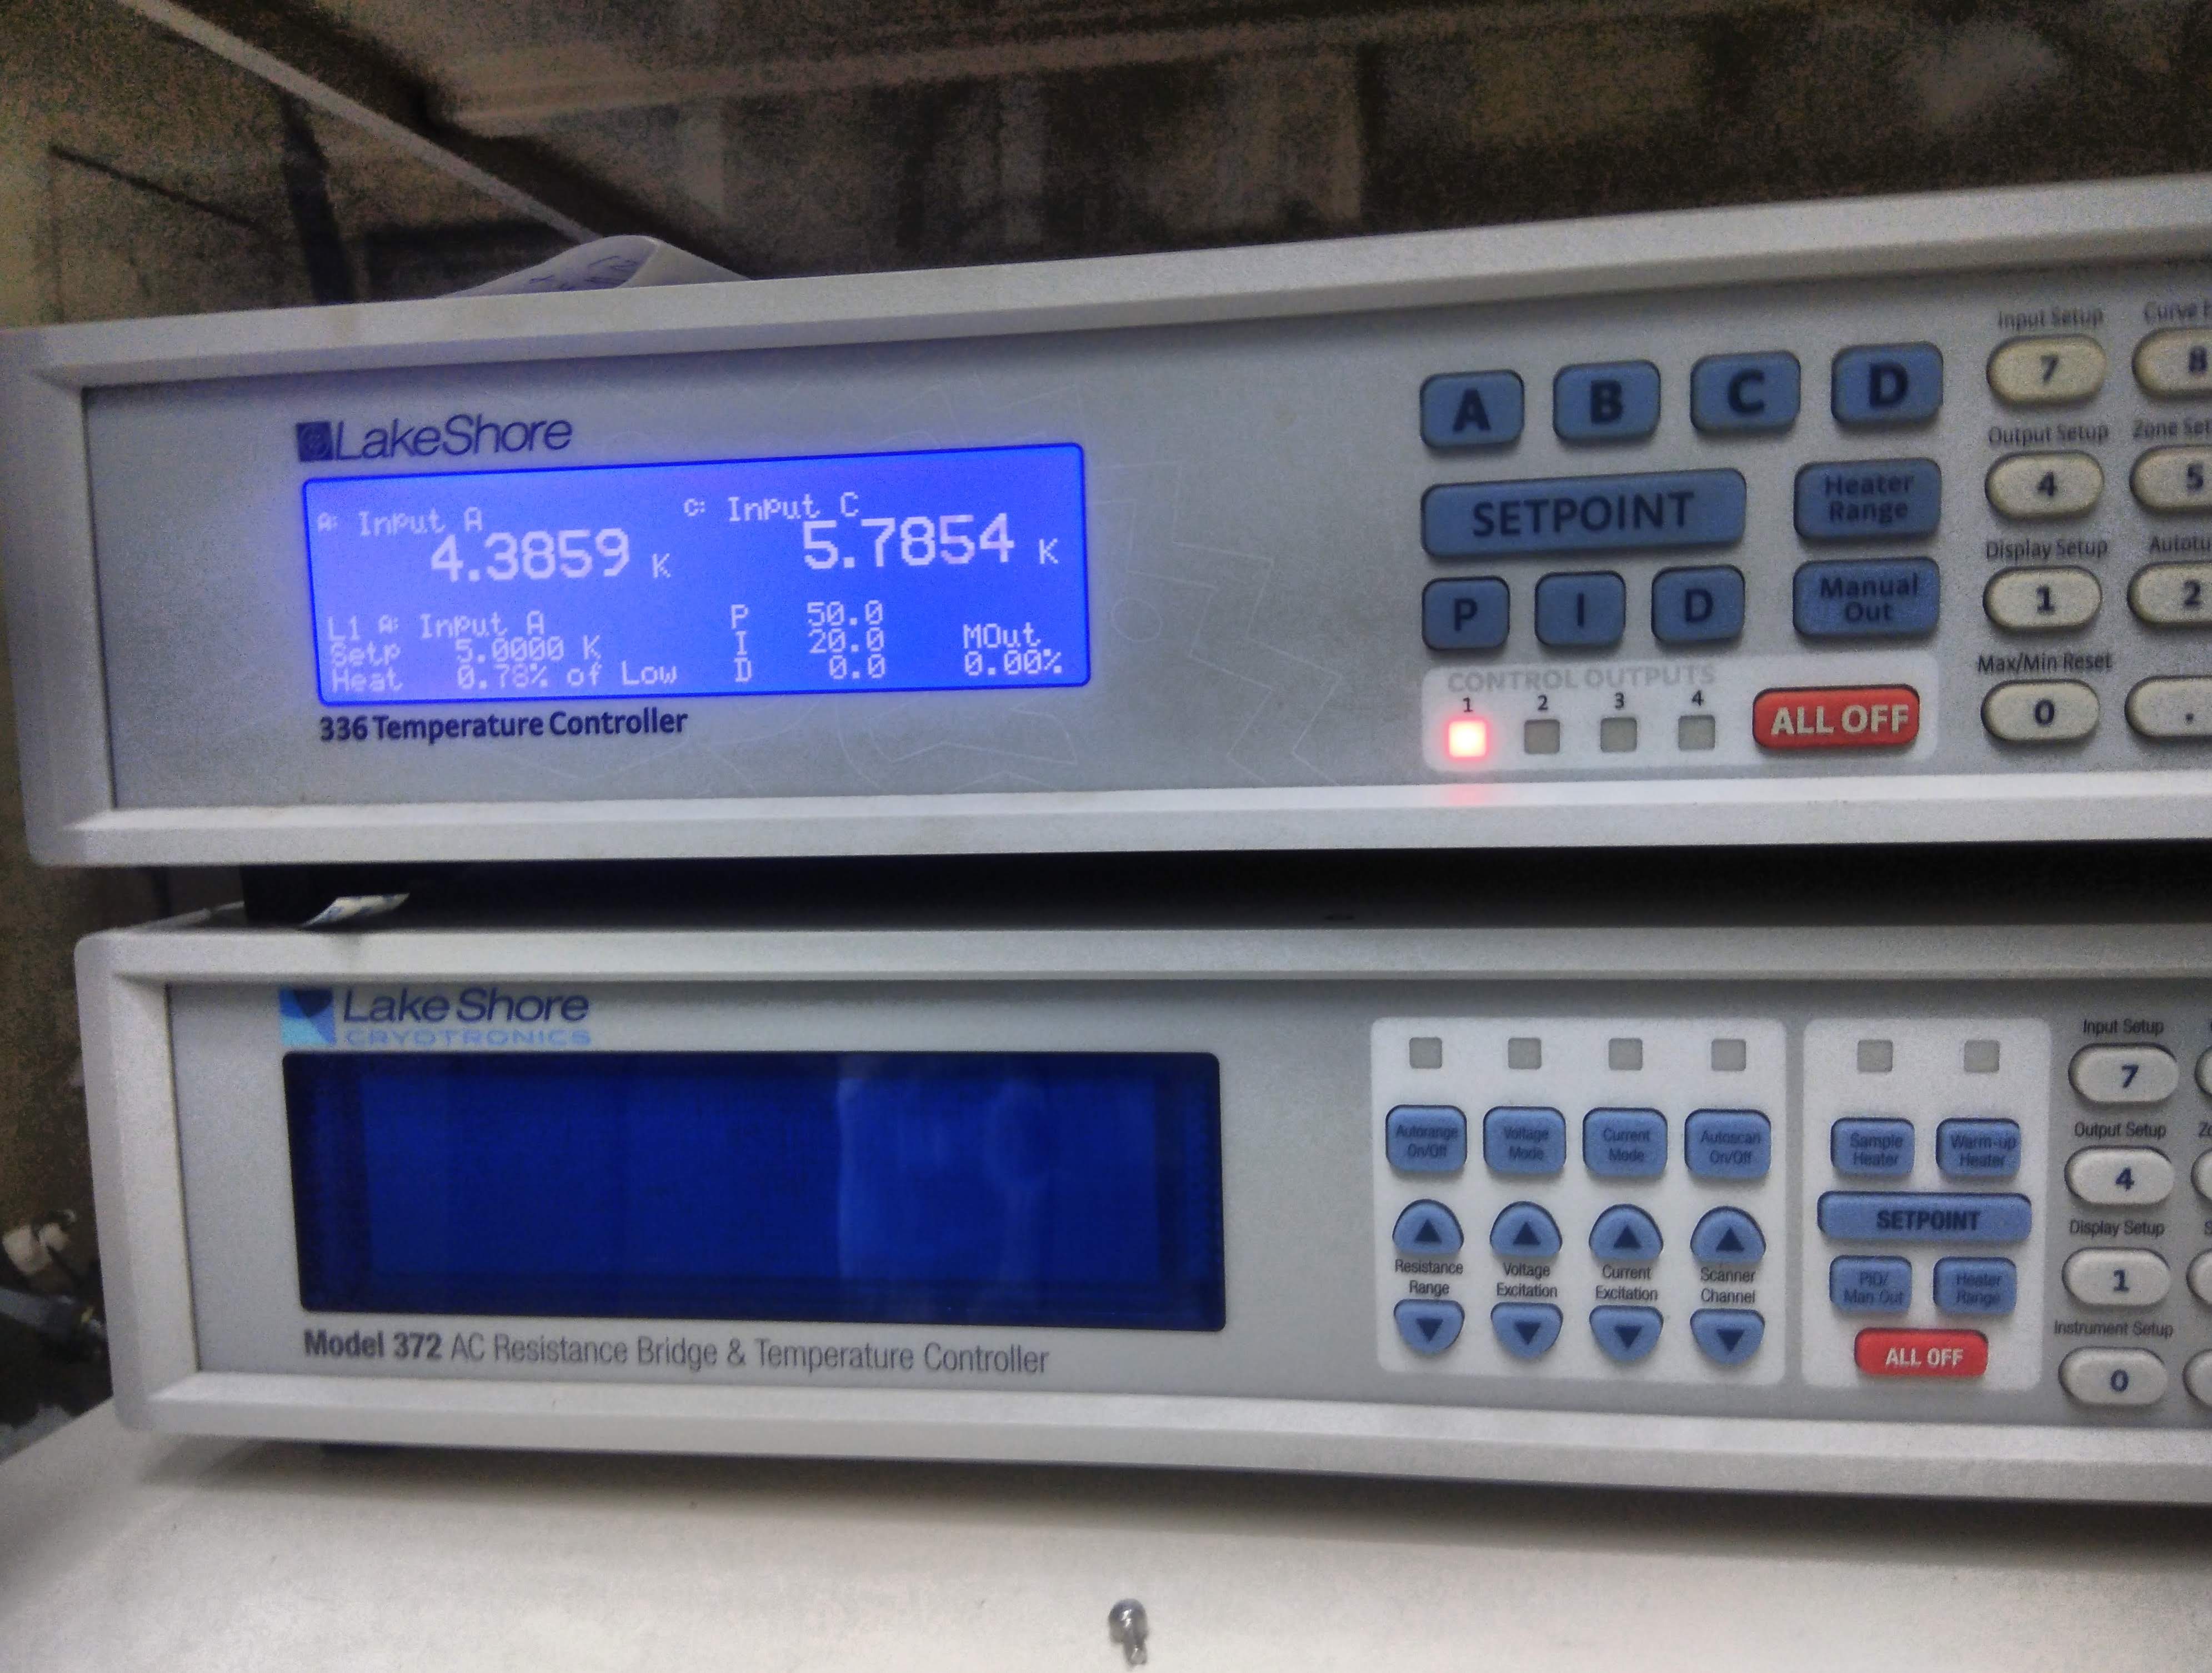 LakeShore
A: Input A
4.3859 K
C: Input C
5.7854 K
L1 A: Input A
Setp 5.0000 K
Heat 0.78% of Low
P 50.0
I 20.0
D 0.0
MOut
0.00%
336 Temperature Controller
A B C D
SETPOINT
Heater
Range
P I D
Manual
Out
CONTROL OUTPUTS
1 2 3 4
ALL OFF
Input Setup
7
8
Output Setup
4
5
Display Setup
1
2
Max/Min Reset
0
.
Lake Shore
CRYOTRONICS
Model 372 AC Resistance Bridge & Temperature Controller
Autorange
On/Off
Voltage
Mode
Current
Mode
Autoscan
On/Off
Resistance
Range
Voltage
Excitation
Current
Excitation
Scanner
Channel
Sample
Heater
Warm-up
Heater
SETPOINT
PID/
Man Out
Heater
Range
ALL OFF
Input Setup
7
Output Setup
4
Display Setup
1
Instrument Setup
0